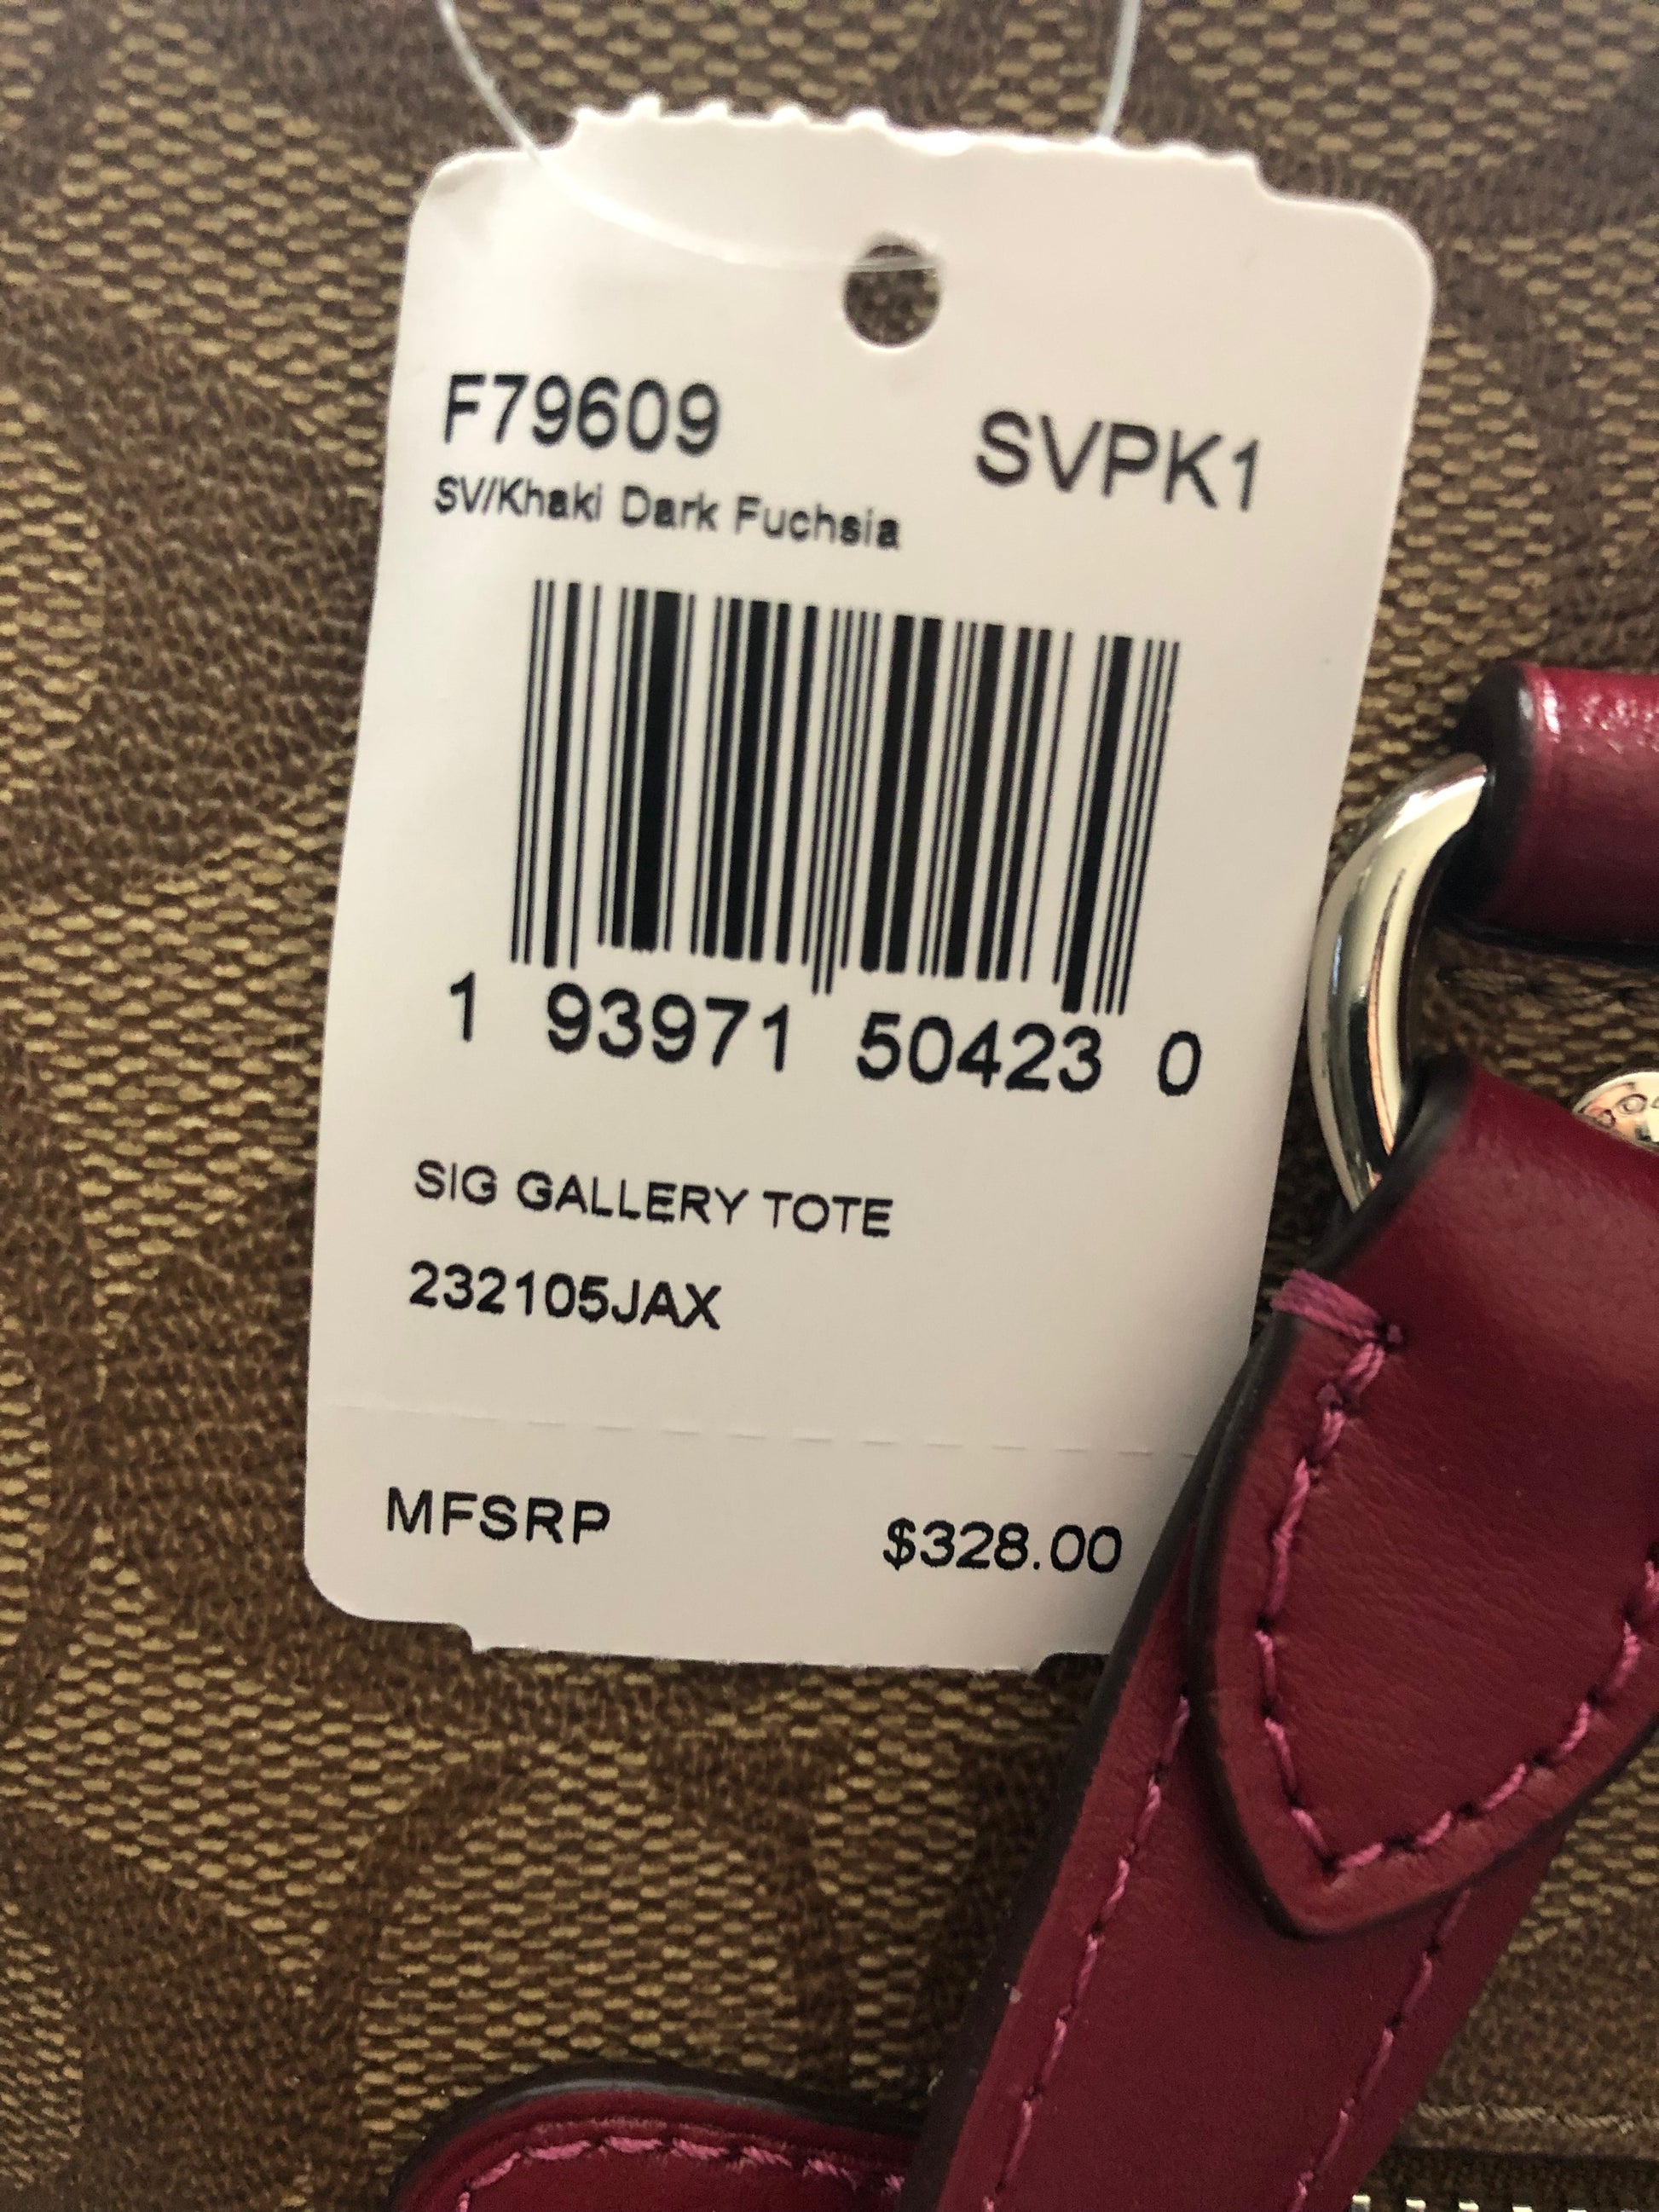 F79609 SVPK1
SV/Khaki Dark Fuchsia
1 93971 50423 0
SIG GALLERY TOTE
232105JAX
MFSRP $328.00